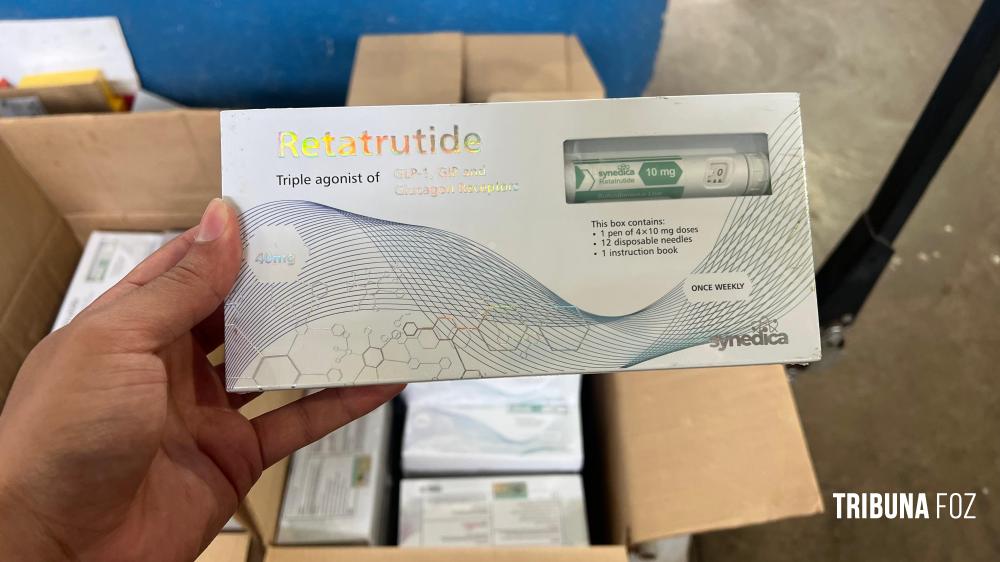 Retatrutide
Triple agonist of
GLP-1, GIP and
Glucagon Receptors
synedica
Retatrutide
10 mg
This box contains:
• 1 pen of 4×10 mg doses
• 12 disposable needles
• 1 instruction book
40mg
ONCE WEEKLY
synedica
TRIBUNA FOZ